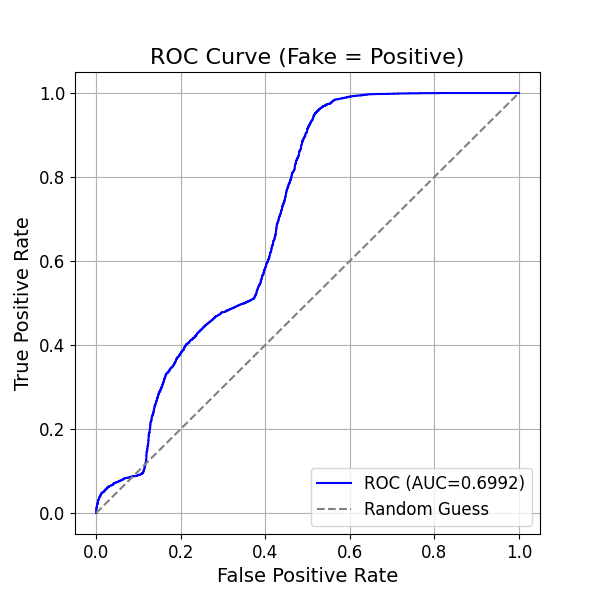 ROC Curve (Fake = Positive)
1.0
0.8
0.6
0.4
0.2
0.0
True Positive Rate
ROC (AUC=0.6992)
Random Guess
0.0 0.2 0.4 0.6 0.8 1.0
False Positive Rate